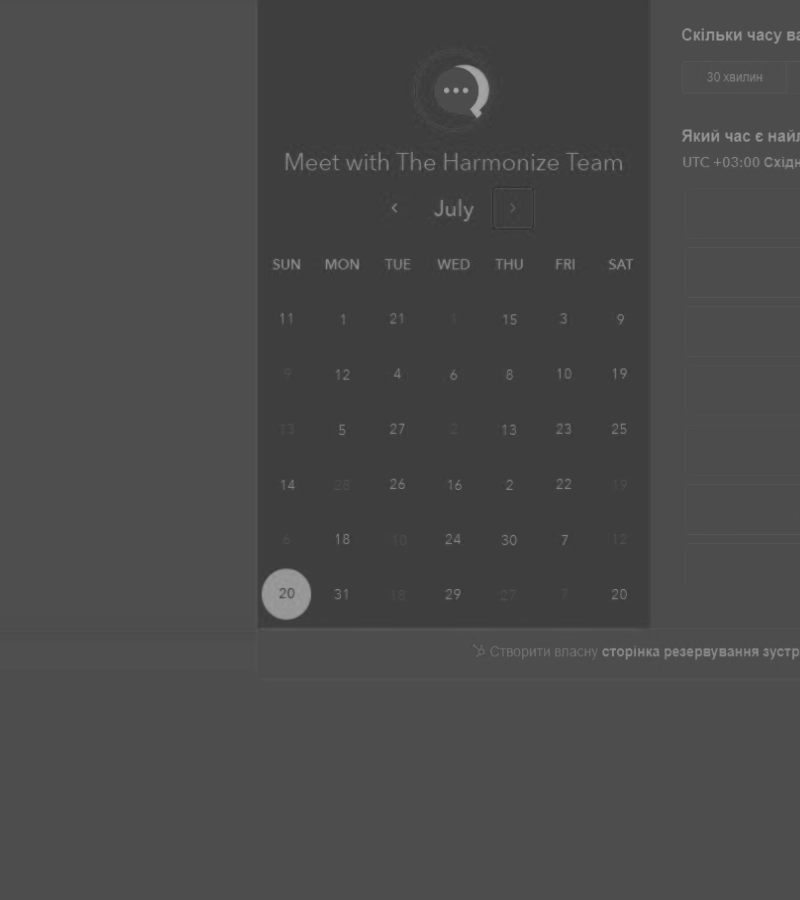 Скільки часу ва
30 хвилин
Meet with The Harmonize Team
Який час є най
UTC +03:00 Східн
July
SUN MON TUE WED THU FRI SAT
11 1 21 1 15 3 9
9 12 4 6 8 10 19
13 5 27 2 13 23 25
14 28 26 16 2 22 19
6 18 10 24 30 7 12
20 31 18 29 27 7 20
Створити власну сторінка резервування зустр